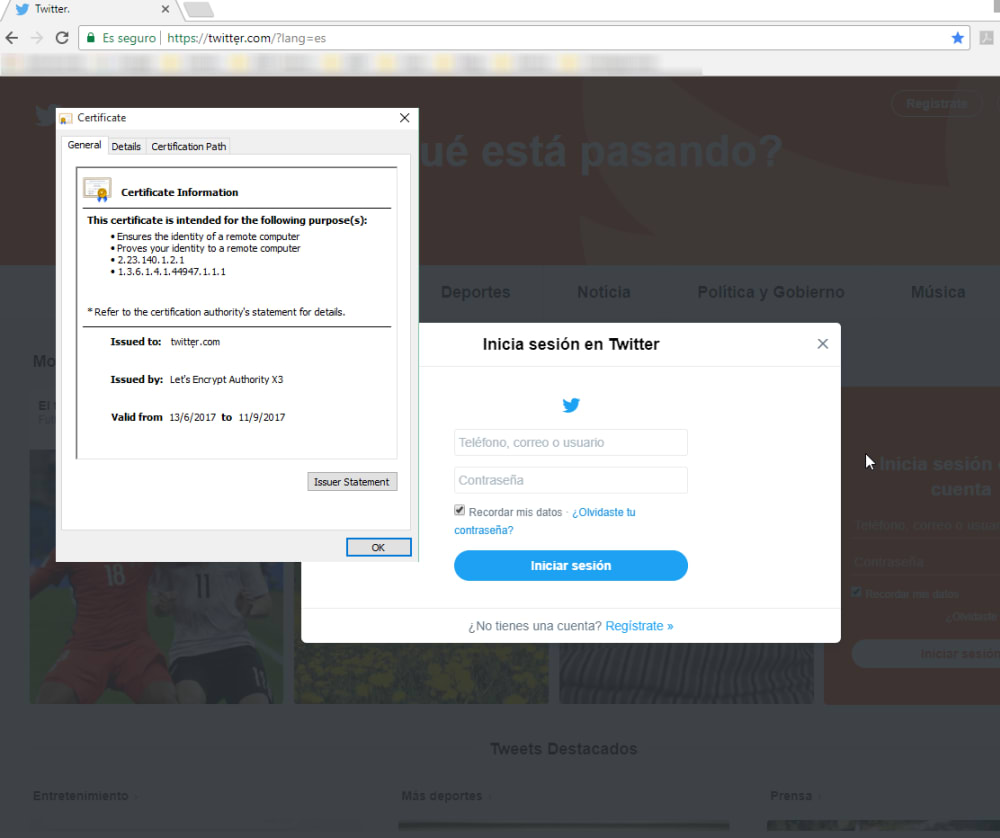 Twitter.
Es seguro | https://twittẹr.com/?lang=es
Regístrate
ué está pasando?
Deportes
Noticia
Política y Gobierno
Música
Certificate
General
Details
Certification Path
Certificate Information
This certificate is intended for the following purpose(s):
• Ensures the identity of a remote computer
• Proves your identity to a remote computer
• 2.23.140.1.2.1
• 1.3.6.1.4.1.44947.1.1.1
* Refer to the certification authority's statement for details.
Issued to: twittẹr.com
Issued by: Let's Encrypt Authority X3
Valid from 13/6/2017 to 11/9/2017
Issuer Statement
OK
Inicia sesión en Twitter
Teléfono, correo o usuario
Contraseña
Recordar mis datos · ¿Olvidaste tu
contraseña?
Iniciar sesión
¿No tienes una cuenta? Regístrate »
Mo
El
Inicia sesión
cuenta
Teléfono, correo o usua
Contraseña
Recordar mis datos
¿Olvidaste
Iniciar sesión
18
11
Tweets Destacados
Entretenimiento ›
Más deportes ›
Prensa ›